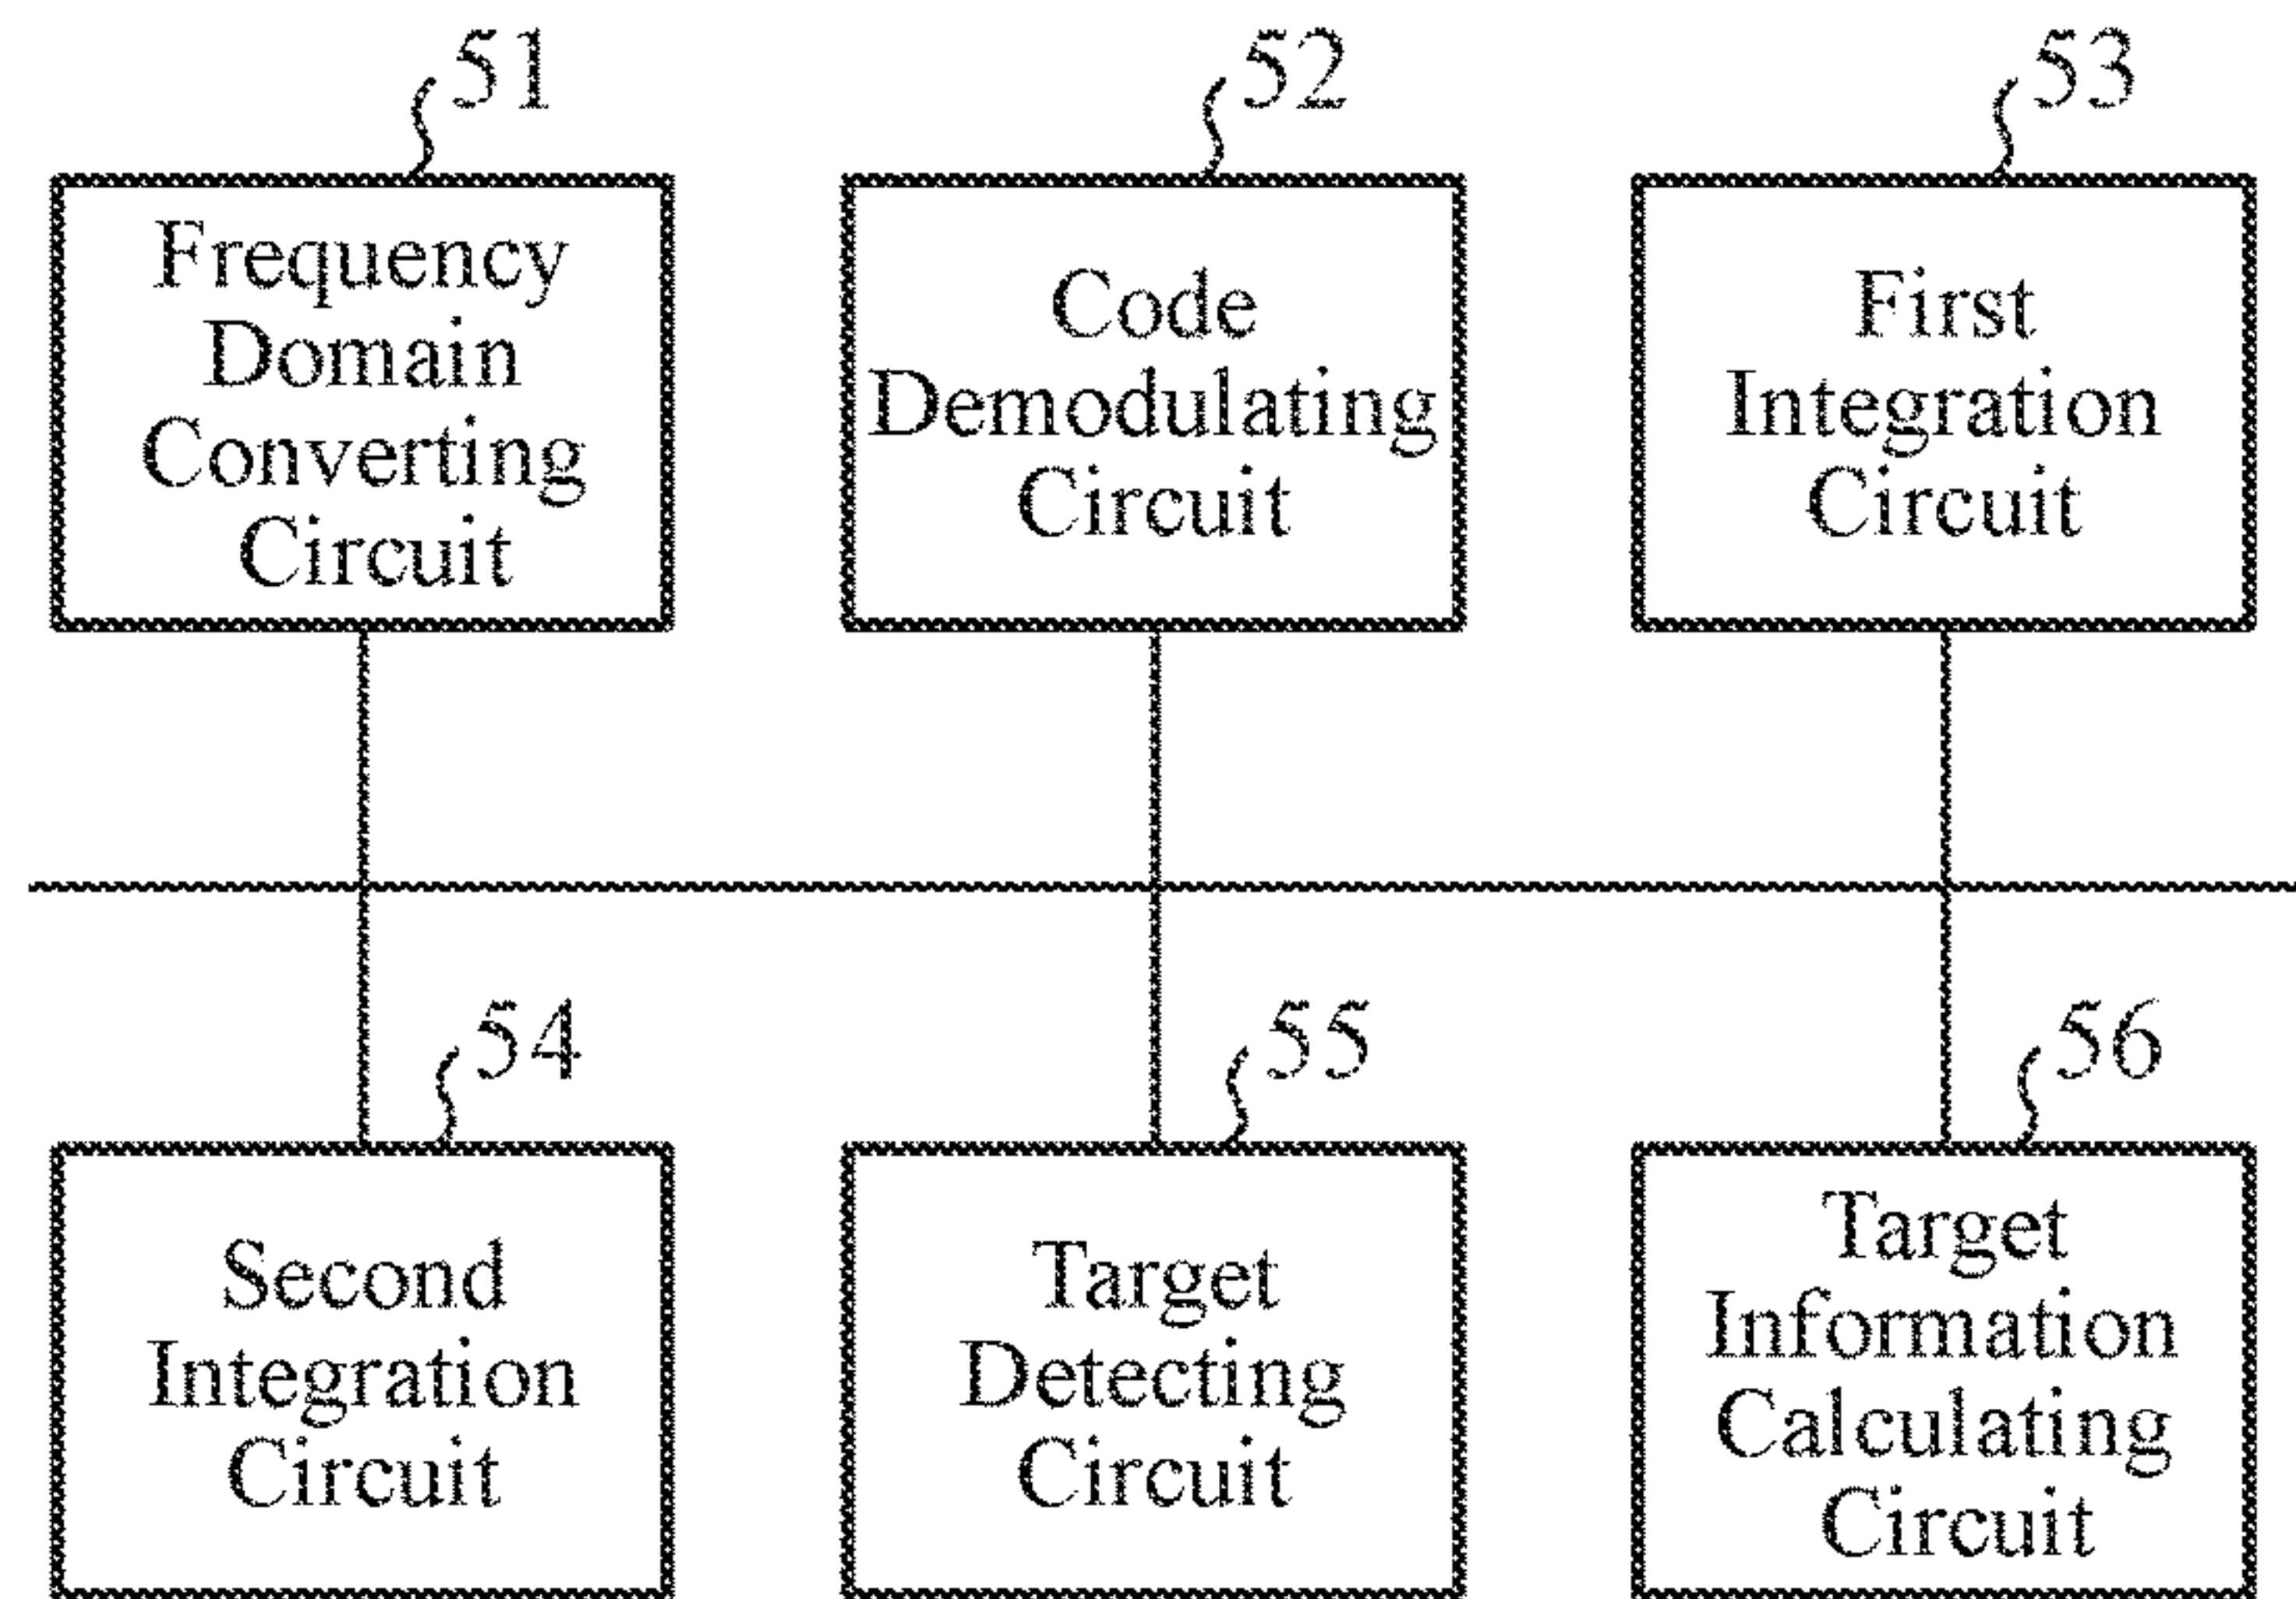 51
52
53
Frequency
Domain
Converting
Circuit
Code
Demodulating
Circuit
First
Integration
Circuit
54
55
56
Second
Integration
Circuit
Target
Detecting
Circuit
Target
Information
Calculating
Circuit